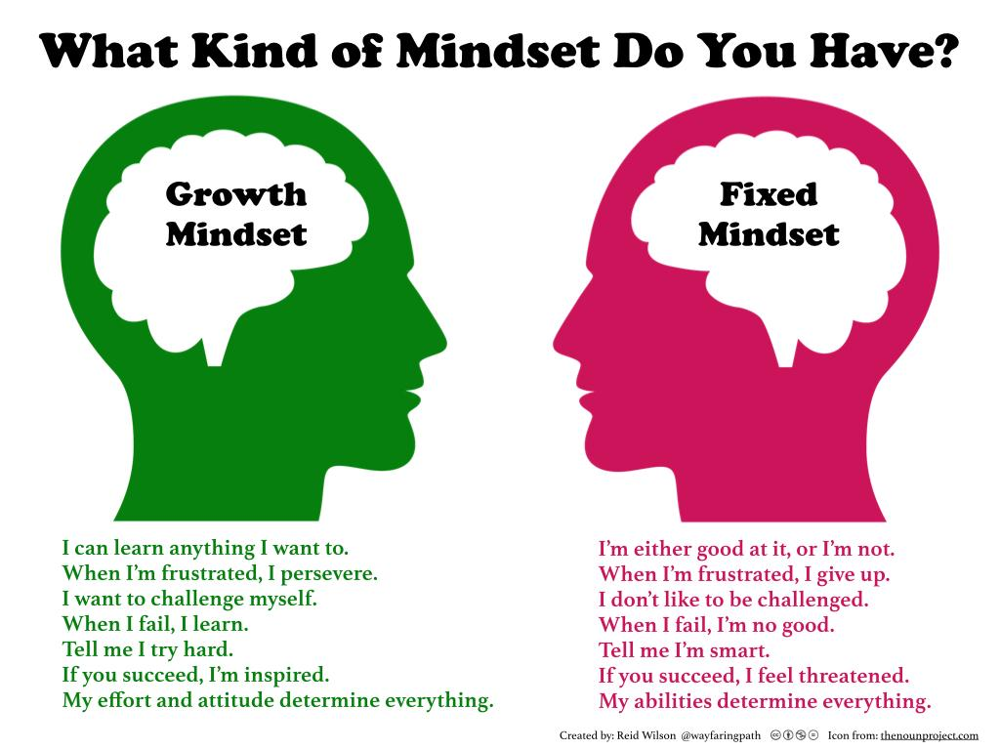 What Kind of Mindset Do You Have?
Growth
Mindset
Fixed
Mindset
I can learn anything I want to.
When I'm frustrated, I persevere.
I want to challenge myself.
When I fail, I learn.
Tell me I try hard.
If you succeed, I'm inspired.
My effort and attitude determine everything.
I'm either good at it, or I'm not.
When I'm frustrated, I give up.
I don't like to be challenged.
When I fail, I'm no good.
Tell me I'm smart.
If you succeed, I feel threatened.
My abilities determine everything.
Created by: Reid Wilson @wayfaringpath Icon from: thenounproject.com